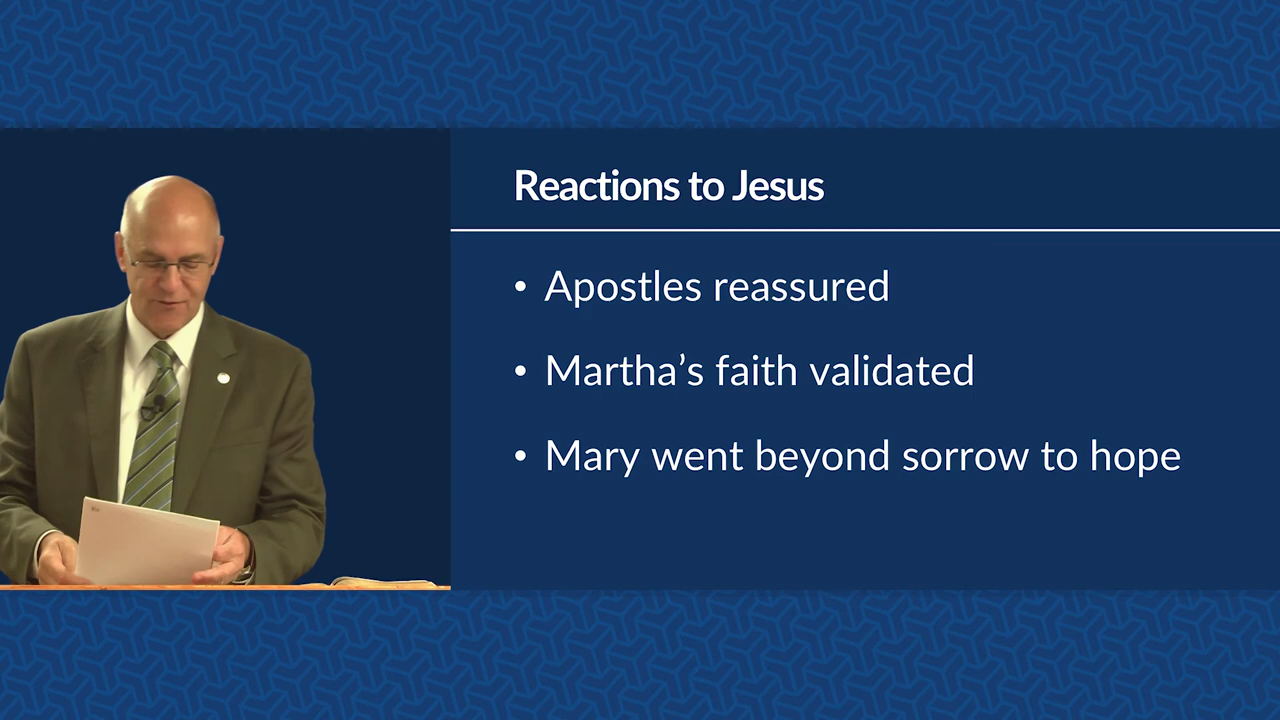 Reactions to Jesus
• Apostles reassured
• Martha’s faith validated
• Mary went beyond sorrow to hope